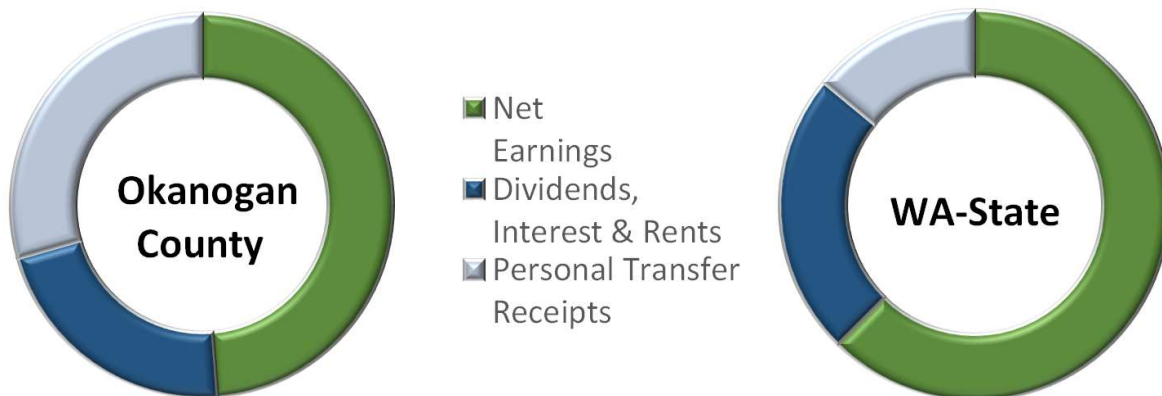 Okanogan
County
Net
Earnings
Dividends,
Interest & Rents
Personal Transfer
Receipts
WA-State